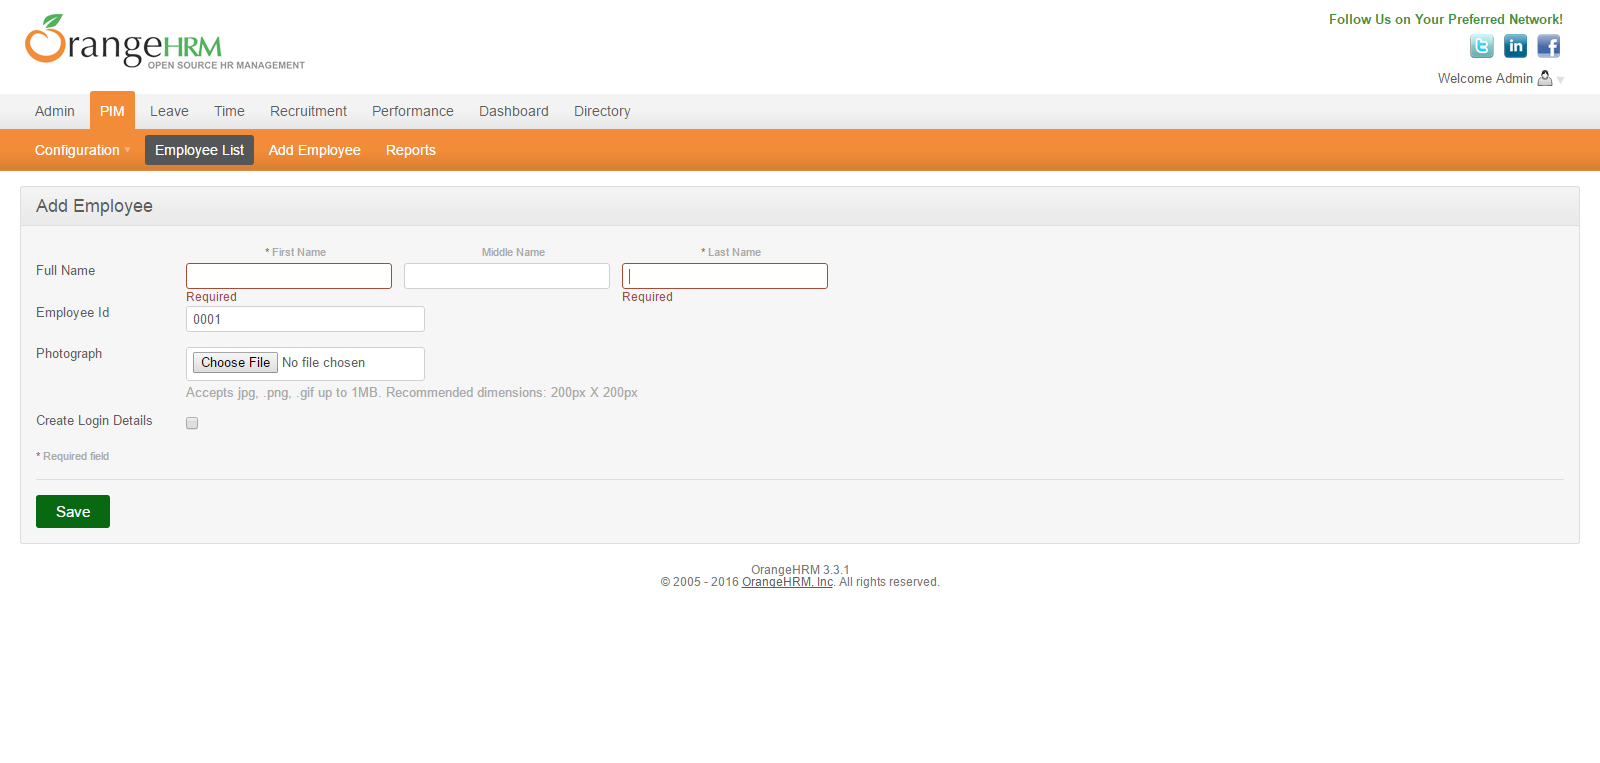 Follow Us on Your Preferred Network!
OrangeHRM
OPEN SOURCE HR MANAGEMENT
Welcome Admin
Admin PIM Leave Time Recruitment Performance Dashboard Directory
Configuration Employee List Add Employee Reports
Add Employee
* First Name Middle Name * Last Name
Full Name
Required Required
Employee Id 0001
Photograph Choose File No file chosen
Accepts jpg, .png, .gif up to 1MB. Recommended dimensions: 200px X 200px
Create Login Details
* Required field
Save
OrangeHRM 3.3.1
© 2005 - 2016 OrangeHRM, Inc. All rights reserved.